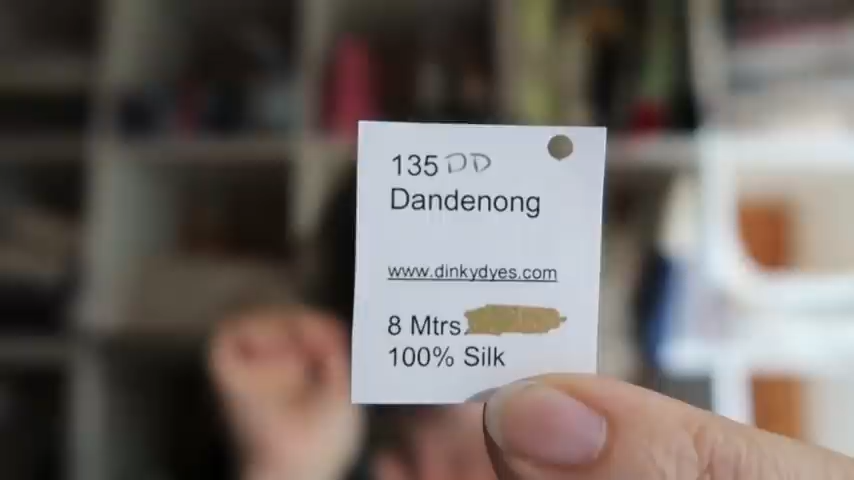 135 DD
Dandenong
www.dinkydyes.com
8 Mtrs
100% Silk